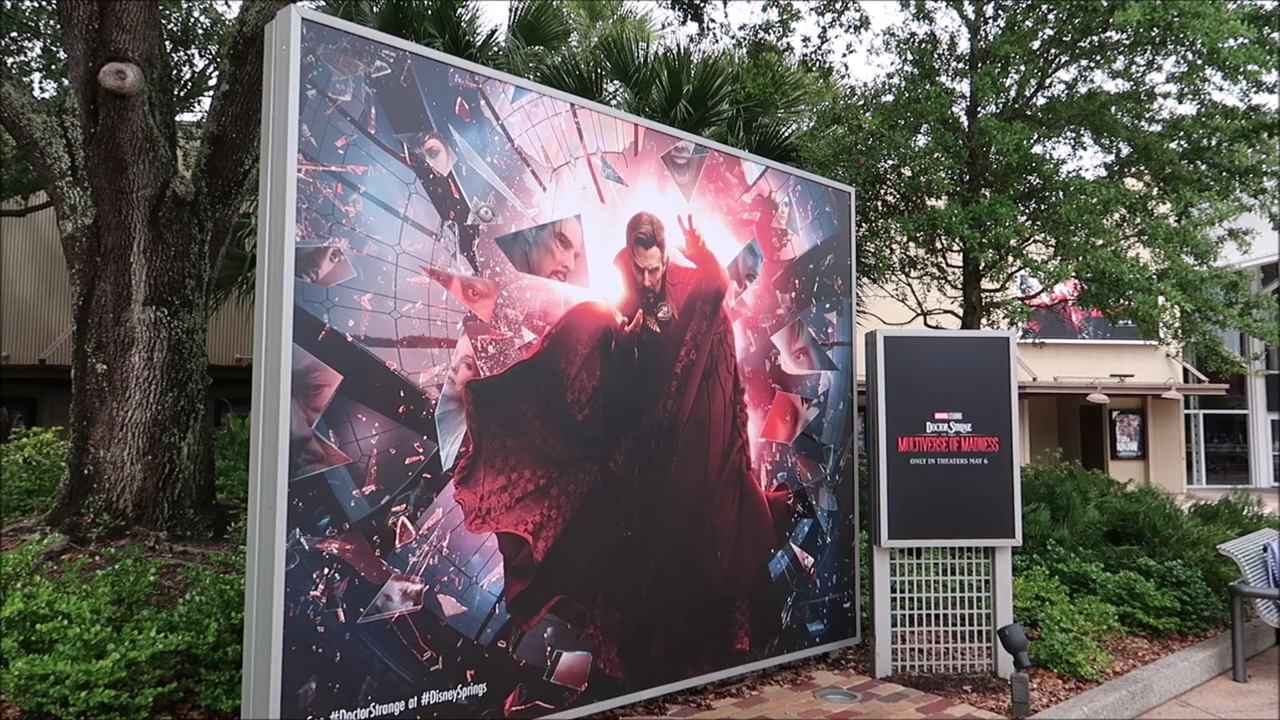 #DoctorStrange at #DisneySprings
MARVEL STUDIOS
DOCTOR STRANGE
IN THE
MULTIVERSE OF MADNESS
ONLY IN THEATERS MAY 6